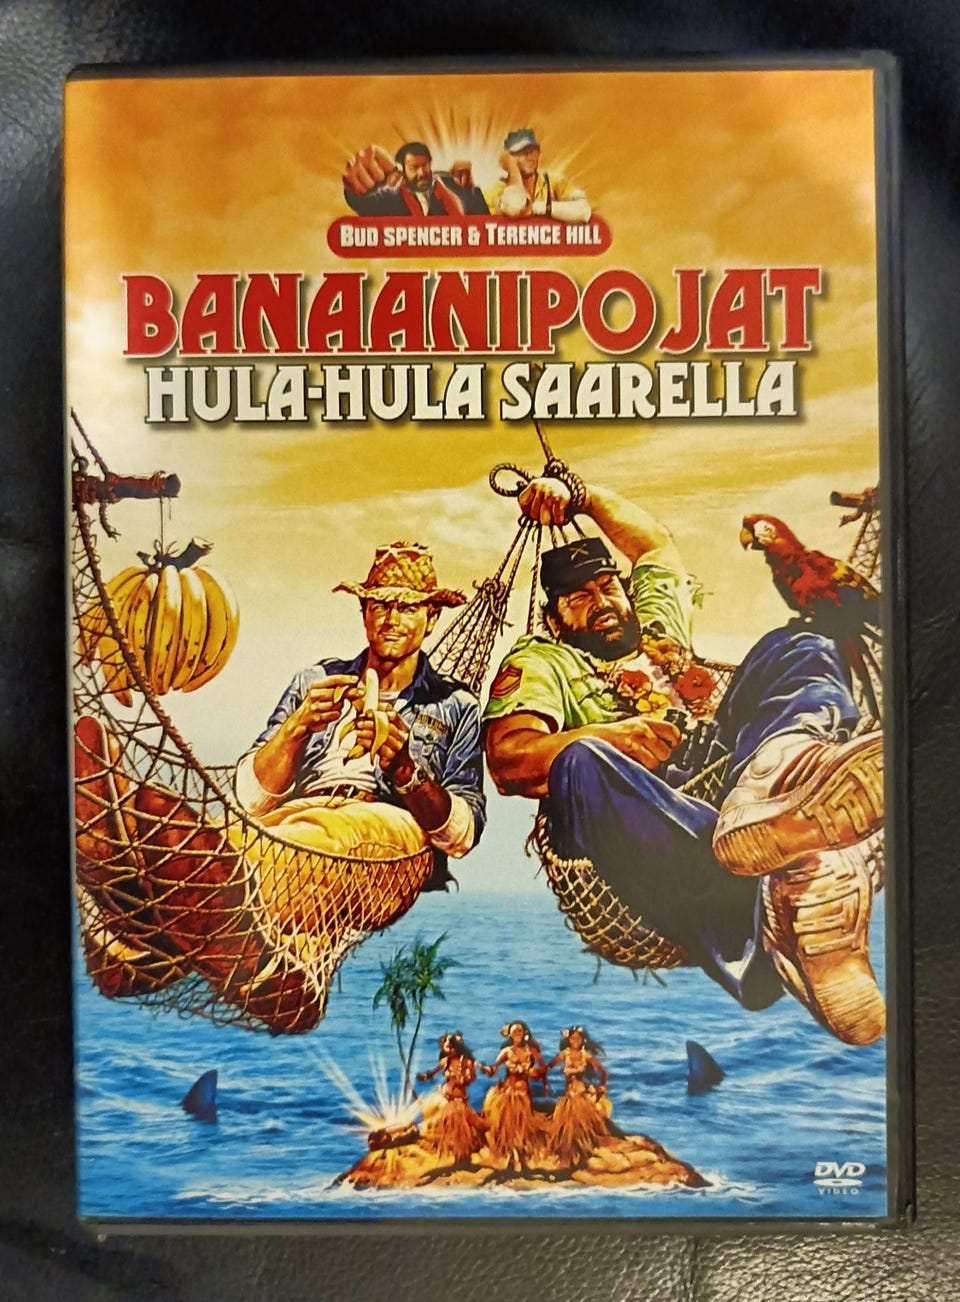 BUD SPENCER & TERENCE HILL
BANAANIPOJAT
HULA-HULA SAARELLA
DVD
VIDEO